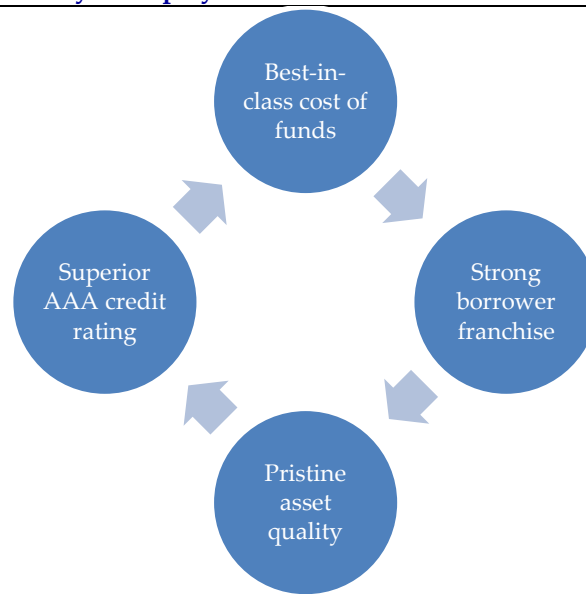 Best-in-
class cost of
funds
Strong
borrower
franchise
Pristine
asset
quality
Superior
AAA credit
rating